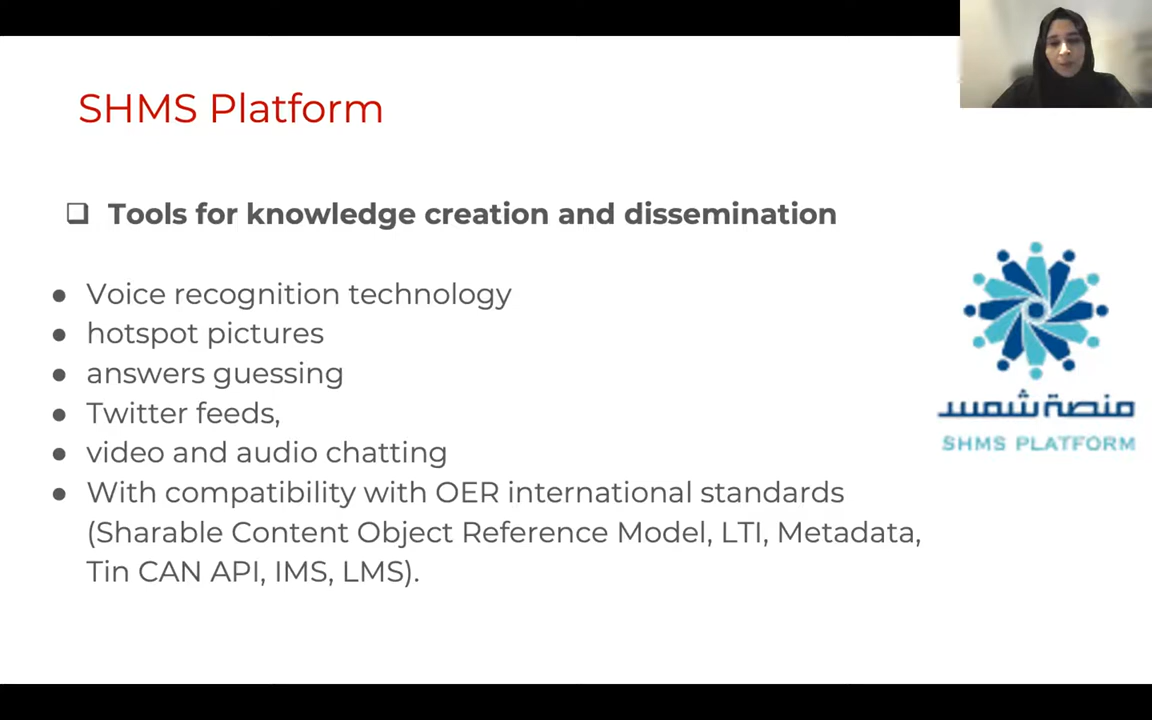 SHMS Platform
❑ Tools for knowledge creation and dissemination
● Voice recognition technology
● hotspot pictures
● answers guessing
● Twitter feeds,
● video and audio chatting
● With compatibility with OER international standards
(Sharable Content Object Reference Model, LTI, Metadata,
Tin CAN API, IMS, LMS).
منصة شمس
SHMS PLATFORM